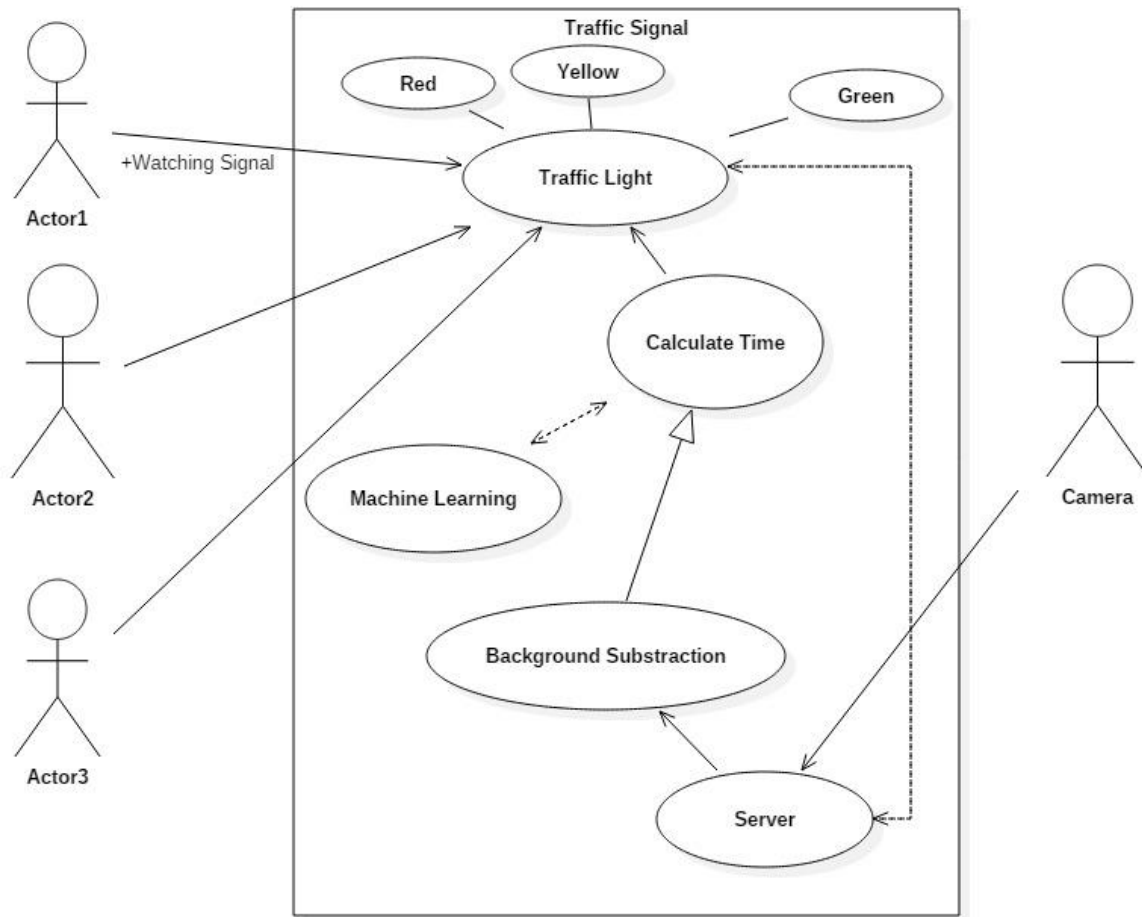 Traffic Signal
Red
Yellow
Green
+Watching Signal
Traffic Light
Actor1
Calculate Time
Actor2
Machine Learning
Camera
Background Substraction
Actor3
Server